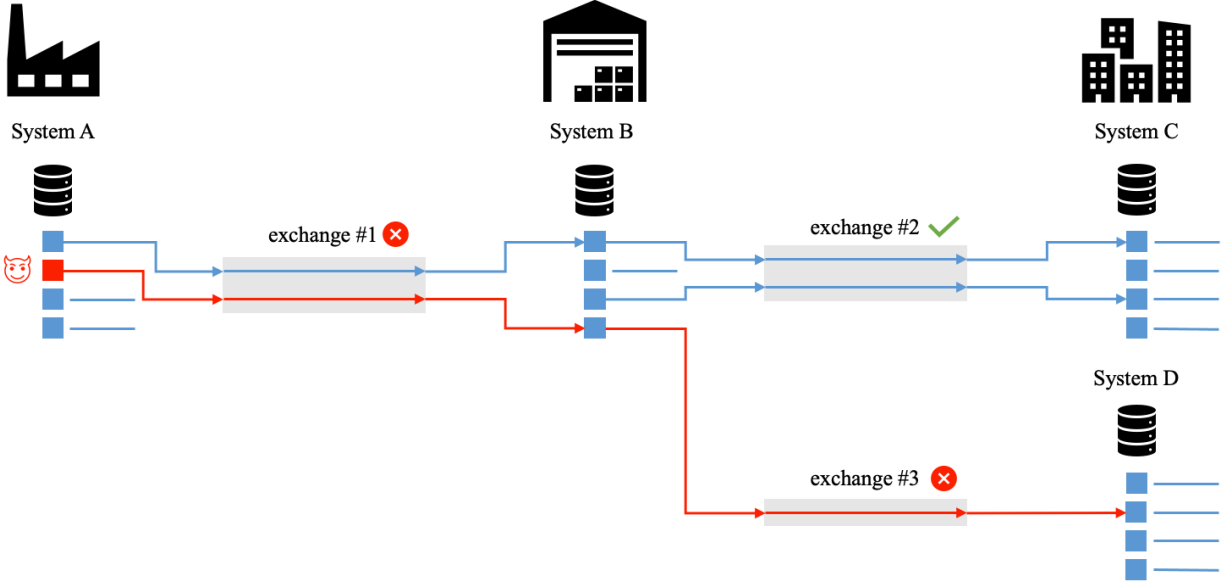 System A
System B
System C
exchange #1
exchange #2
System D
exchange #3